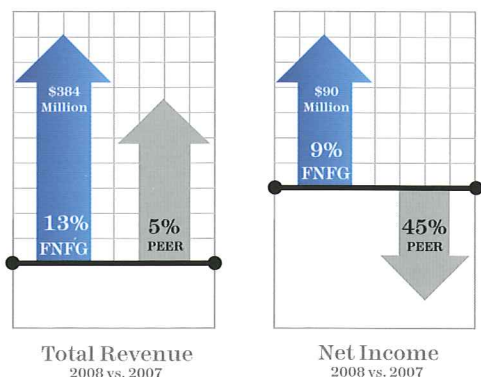 $384
Million
13%
FNFG
5%
PEER
Total Revenue
2008 vs. 2007
$90
Million
9%
FNFG
45%
PEER
Net Income
2008 vs. 2007